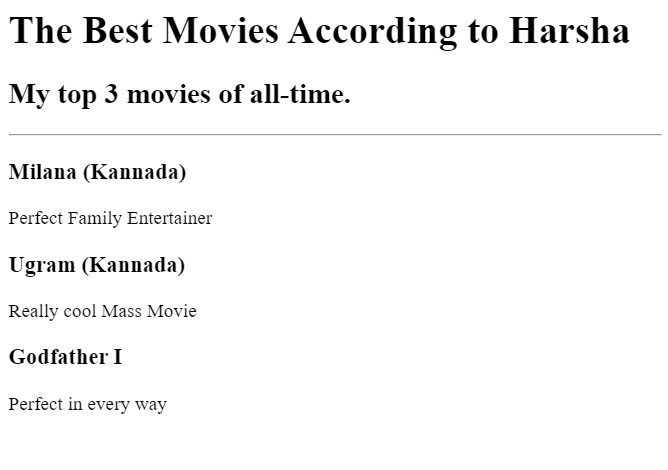 The Best Movies According to Harsha
My top 3 movies of all-time.
Milana (Kannada)
Perfect Family Entertainer
Ugram (Kannada)
Really cool Mass Movie
Godfather I
Perfect in every way